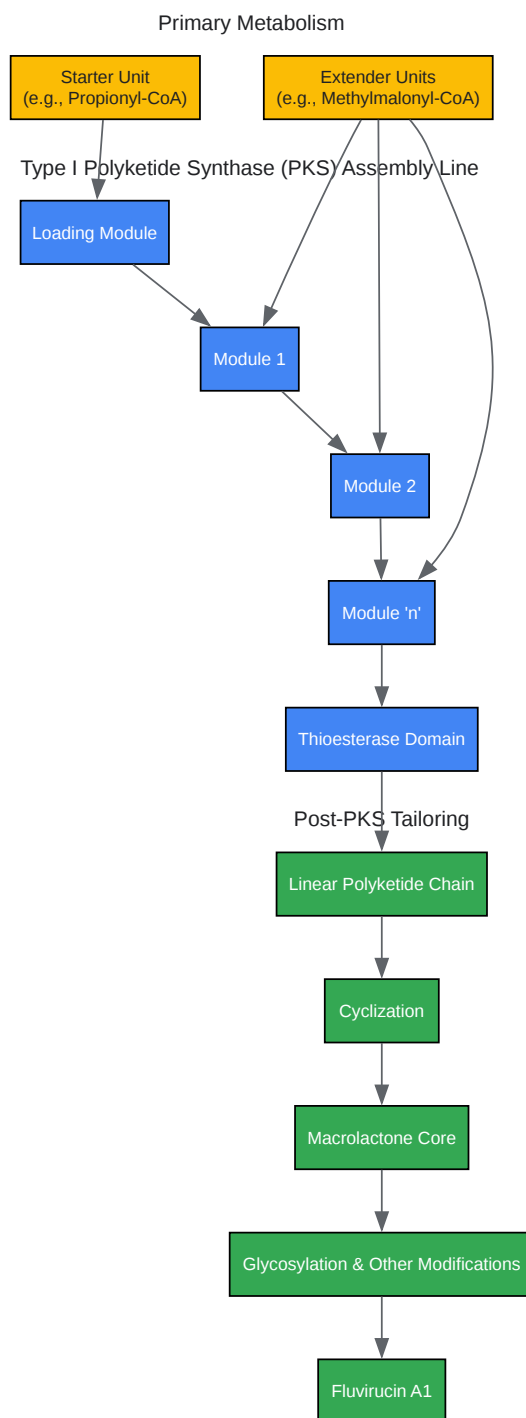 Primary Metabolism
Starter Unit
(e.g., Propionyl-CoA)
Extender Units
(e.g., Methylmalonyl-CoA)
Type I Polyketide Synthase (PKS) Assembly Line
Loading Module
Module 1
Module 2
Module 'n'
Thioesterase Domain
Post-PKS Tailoring
Linear Polyketide Chain
Cyclization
Macrolactone Core
Glycosylation & Other Modifications
Fluvirucin A1